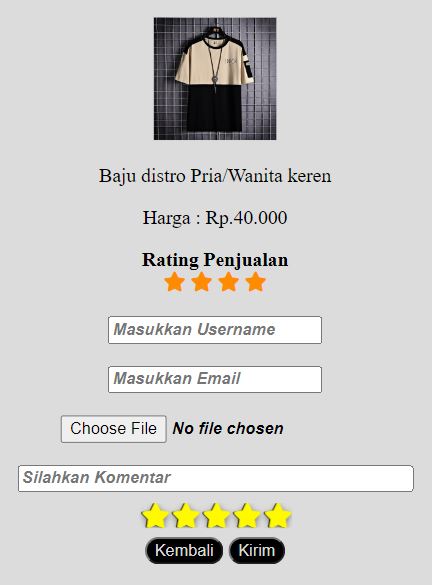 Baju distro Pria/Wanita keren
Harga : Rp.40.000
Rating Penjualan
Masukkan Username
Masukkan Email
Choose File No file chosen
Silahkan Komentar
Kembali Kirim